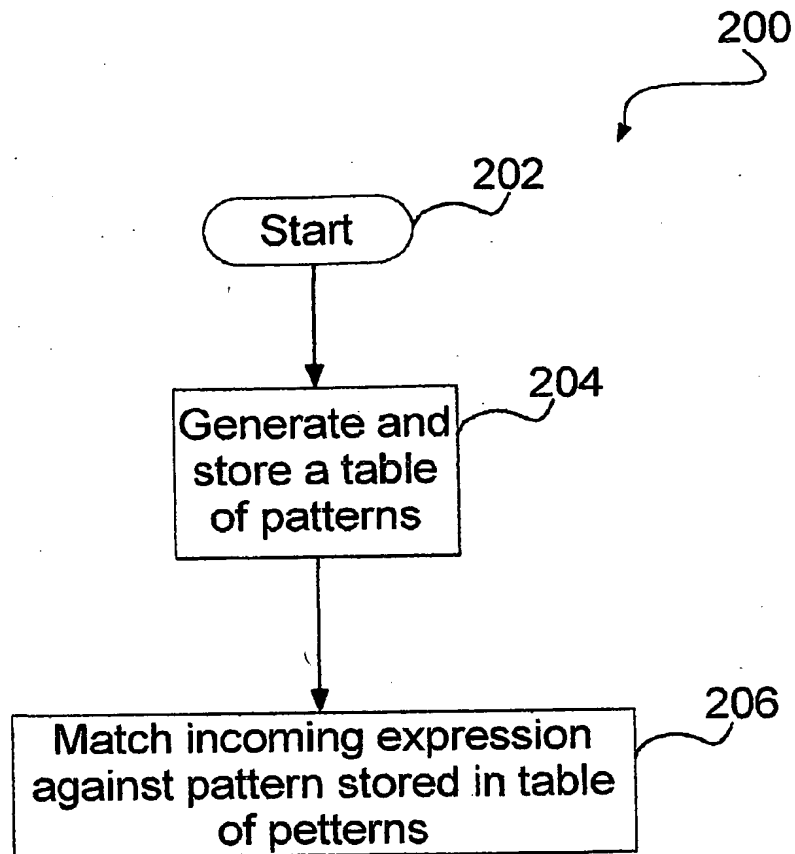 200
202
Start
204
Generate and
store a table
of patterns
206
Match incoming expression
against pattern stored in table
of petterns